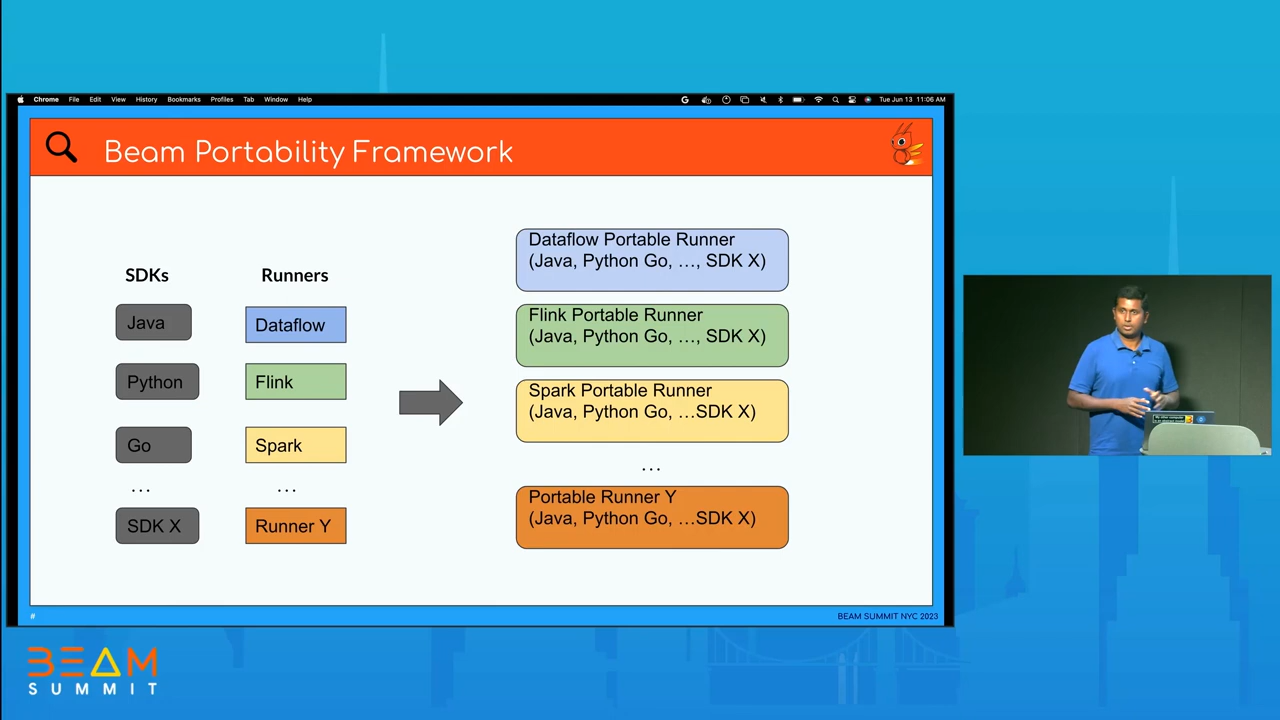 Chrome File Edit View History Bookmarks Profiles Tab Window Help
Tue Jun 13 11:06 AM
Beam Portability Framework
SDKs
Java
Python
Go
...
SDK X
Runners
Dataflow
Flink
Spark
...
Runner Y
Dataflow Portable Runner
(Java, Python Go, ..., SDK X)
Flink Portable Runner
(Java, Python Go, ..., SDK X)
Spark Portable Runner
(Java, Python Go, ...SDK X)
...
Portable Runner Y
(Java, Python Go, ...SDK X)
#
BEAM SUMMIT NYC 2023
BEAM
SUMMIT
My other computer